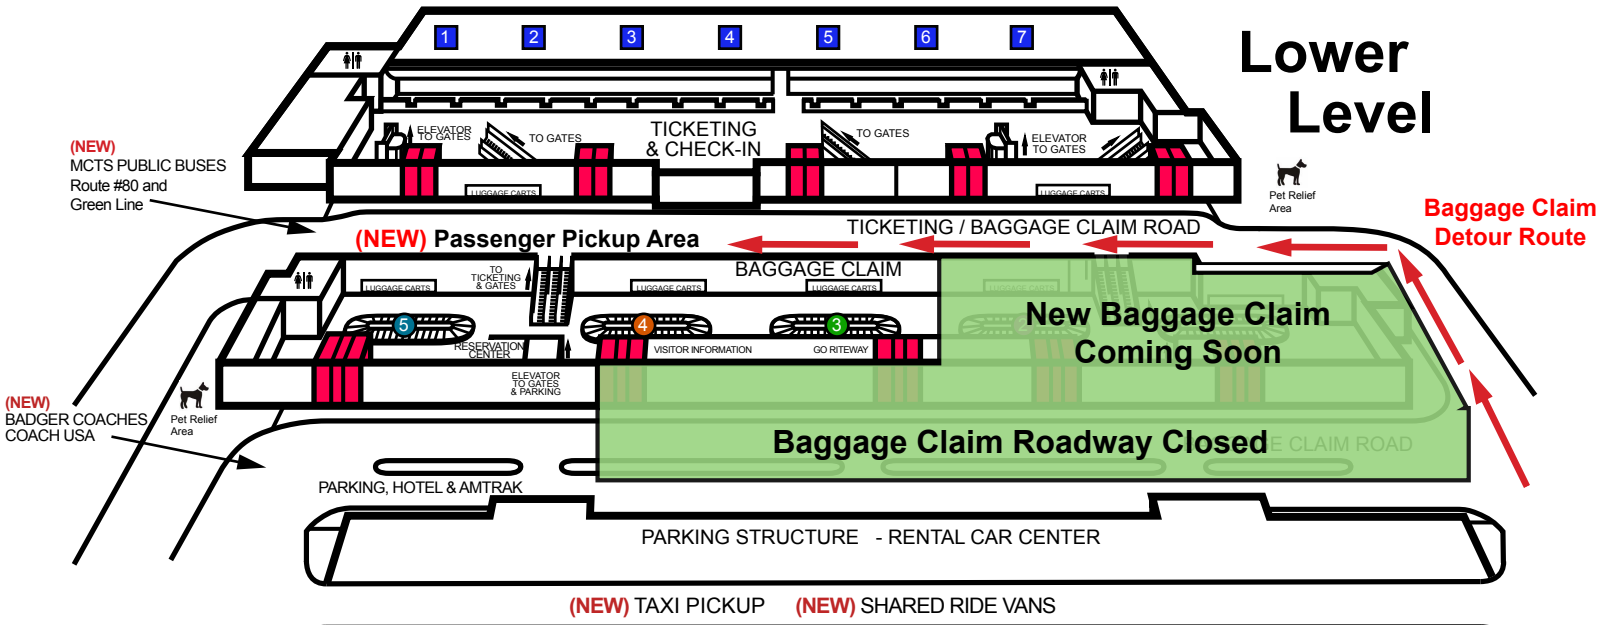 1 2 3 4 5 6 7
Lower
Level
(NEW)
MCTS PUBLIC BUSES
Route #80 and
Green Line
ELEVATOR
TO GATES
TO GATES
TICKETING
& CHECK-IN
TO GATES
ELEVATOR
TO GATES
LUGGAGE CARTS
LUGGAGE CARTS
Pet Relief
Area
Baggage Claim
Detour Route
TICKETING / BAGGAGE CLAIM ROAD
(NEW) Passenger Pickup Area
BAGGAGE CLAIM
TO
TICKETING
& GATES
LUGGAGE CARTS
LUGGAGE CARTS
LUGGAGE CARTS
5 4 3 2
New Baggage Claim
Coming Soon
RESERVATION
CENTER
VISITOR INFORMATION
GO RITEWAY
ELEVATOR
TO GATES
& PARKING
Pet Relief
Area
(NEW)
BADGER COACHES
COACH USA
Baggage Claim Roadway Closed
GE CLAIM ROAD
PARKING, HOTEL & AMTRAK
PARKING STRUCTURE - RENTAL CAR CENTER
(NEW) TAXI PICKUP (NEW) SHARED RIDE VANS